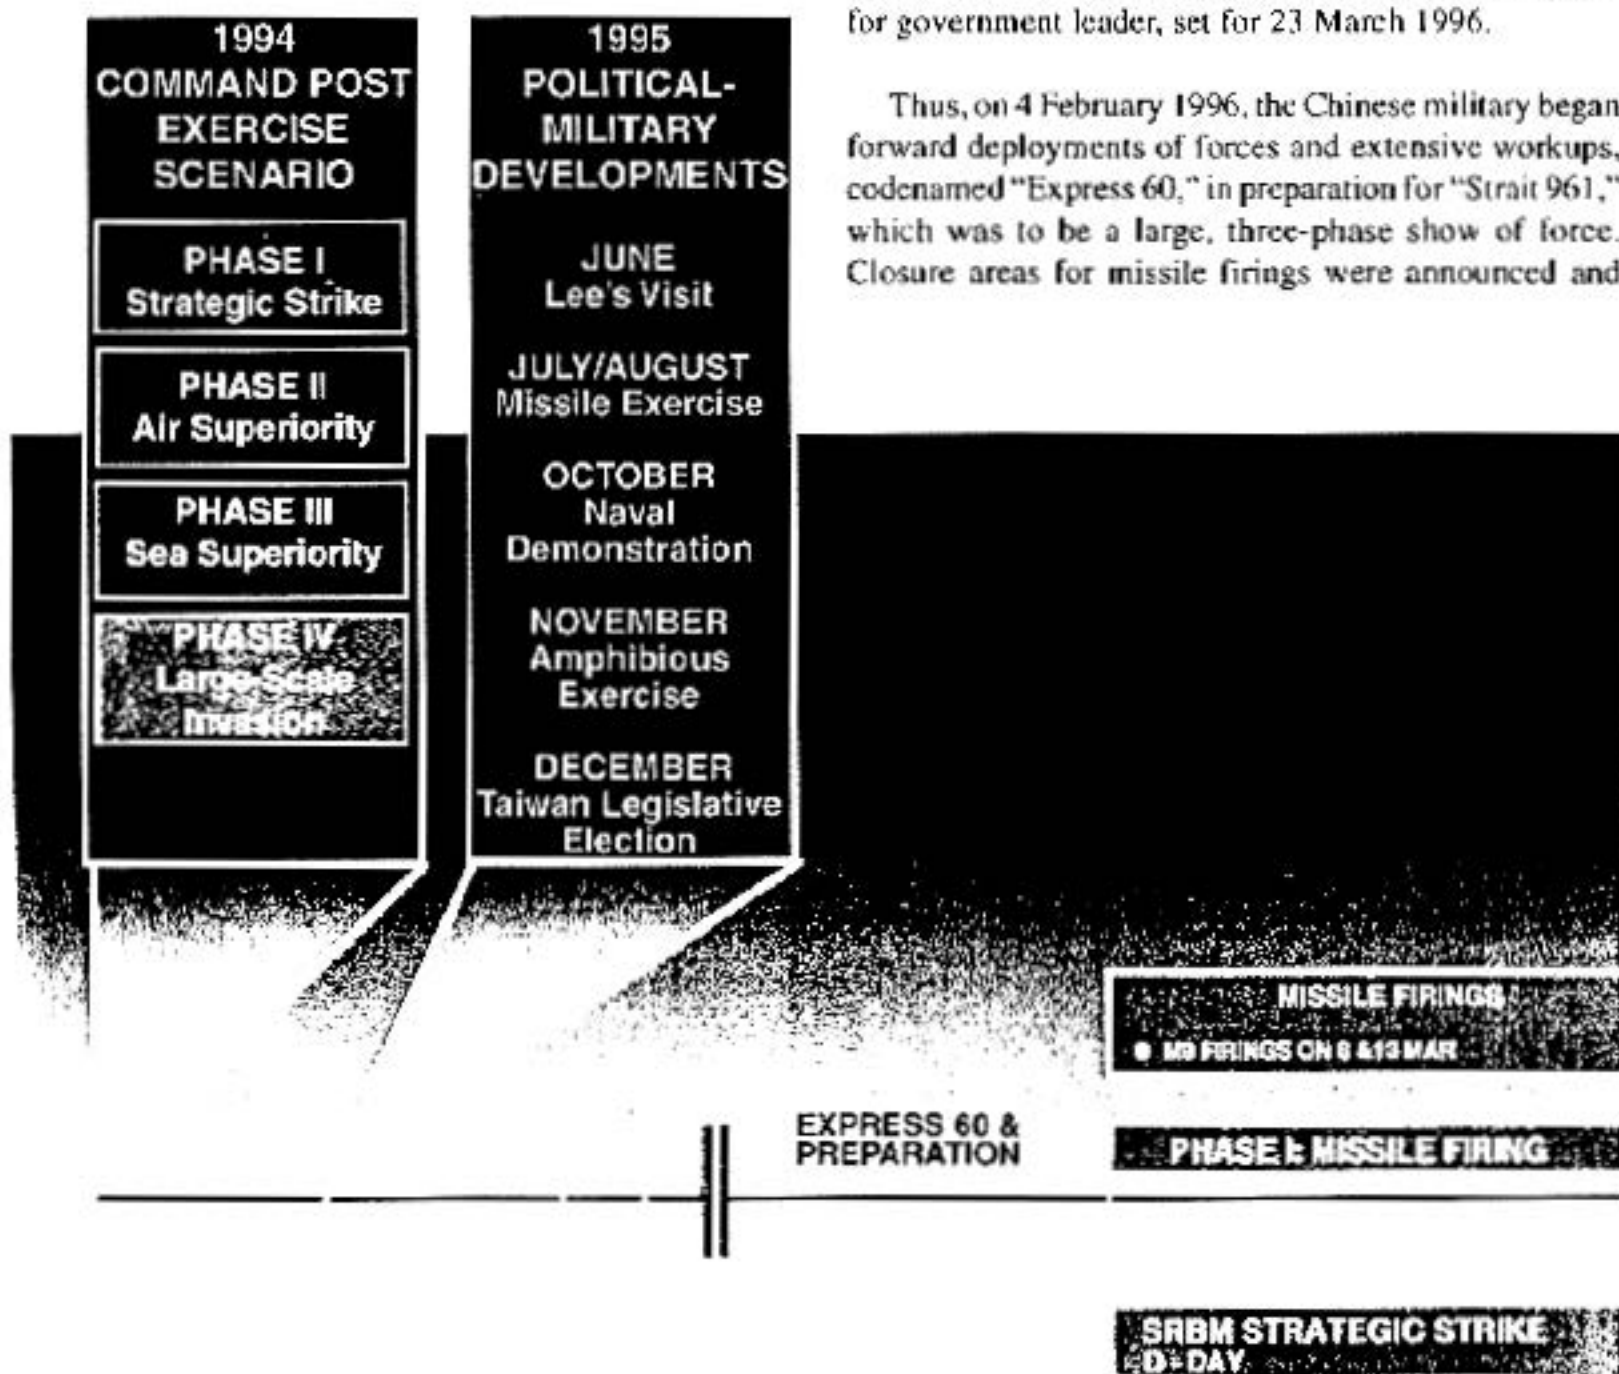 for government leader, set for 23 March 1996.
Thus, on 4 February 1996, the Chinese military began
forward deployments of forces and extensive workups,
codenamed "Express 60," in preparation for "Strait 961,"
which was to be a large, three-phase show of force.
Closure areas for missile firings were announced and
1994
COMMAND POST
EXERCISE
SCENARIO
PHASE I
Strategic Strike
PHASE II
Air Superiority
PHASE III
Sea Superiority
PHASE IV
Large-Scale
Invasion
1995
POLITICAL-
MILITARY
DEVELOPMENTS
JUNE
Lee's Visit
JULY/AUGUST
Missile Exercise
OCTOBER
Naval
Demonstration
NOVEMBER
Amphibious
Exercise
DECEMBER
Taiwan Legislative
Election
MISSILE FIRINGS
FIRINGS ON 8 & 13 MAR
EXPRESS 60 &
PREPARATION
PHASE I: MISSILE FIRING
SRBM STRATEGIC STRIKE
D-DAY